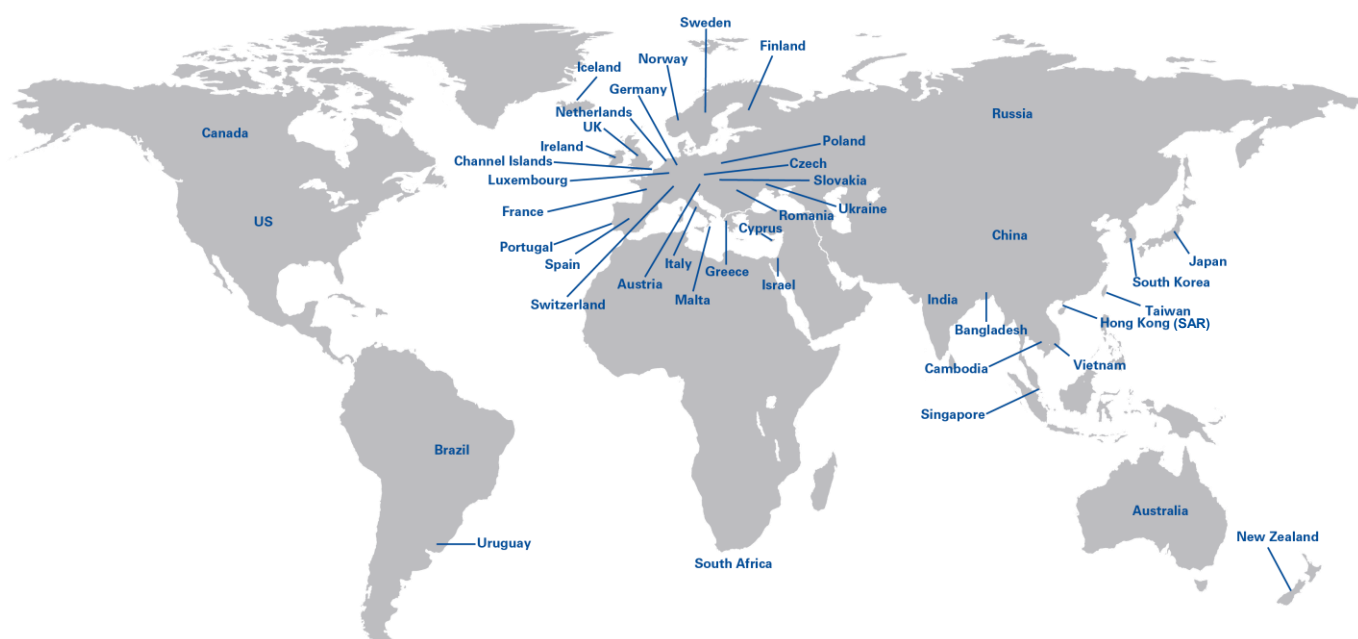 Sweden
Finland
Norway
Iceland
Germany
Netherlands
UK
Ireland
Channel Islands
Luxembourg
France
Portugal
Spain
Switzerland
Austria
Italy
Malta
Greece
Cyprus
Israel
Poland
Czech
Slovakia
Ukraine
Romania
Canada
US
Brazil
Uruguay
South Africa
Russia
China
Japan
South Korea
Taiwan
Hong Kong (SAR)
India
Bangladesh
Cambodia
Vietnam
Singapore
Australia
New Zealand